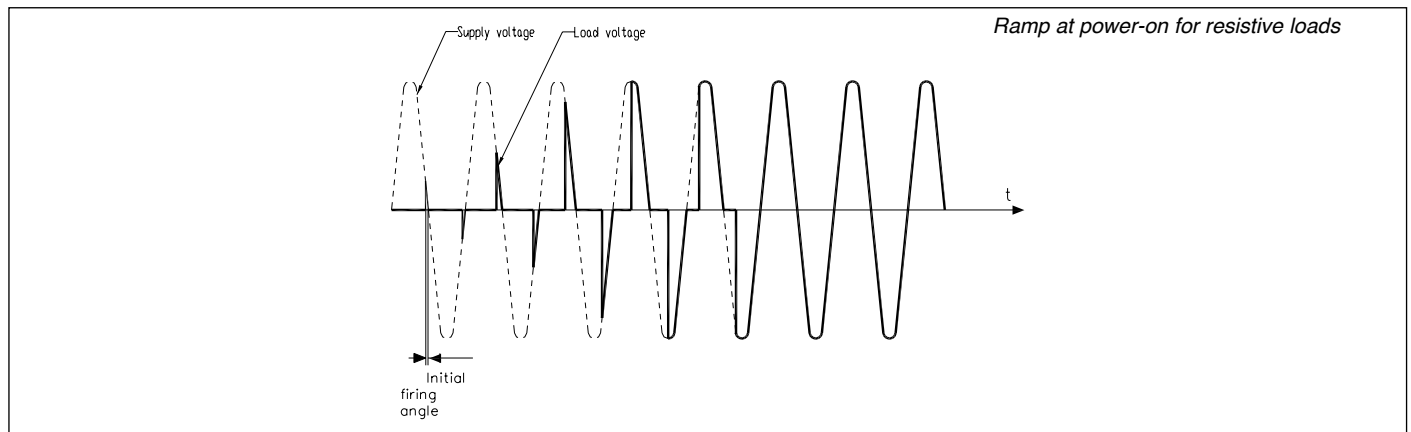 Ramp at power-on for resistive loads
Supply voltage
Load voltage
t
Initial
firing
angle